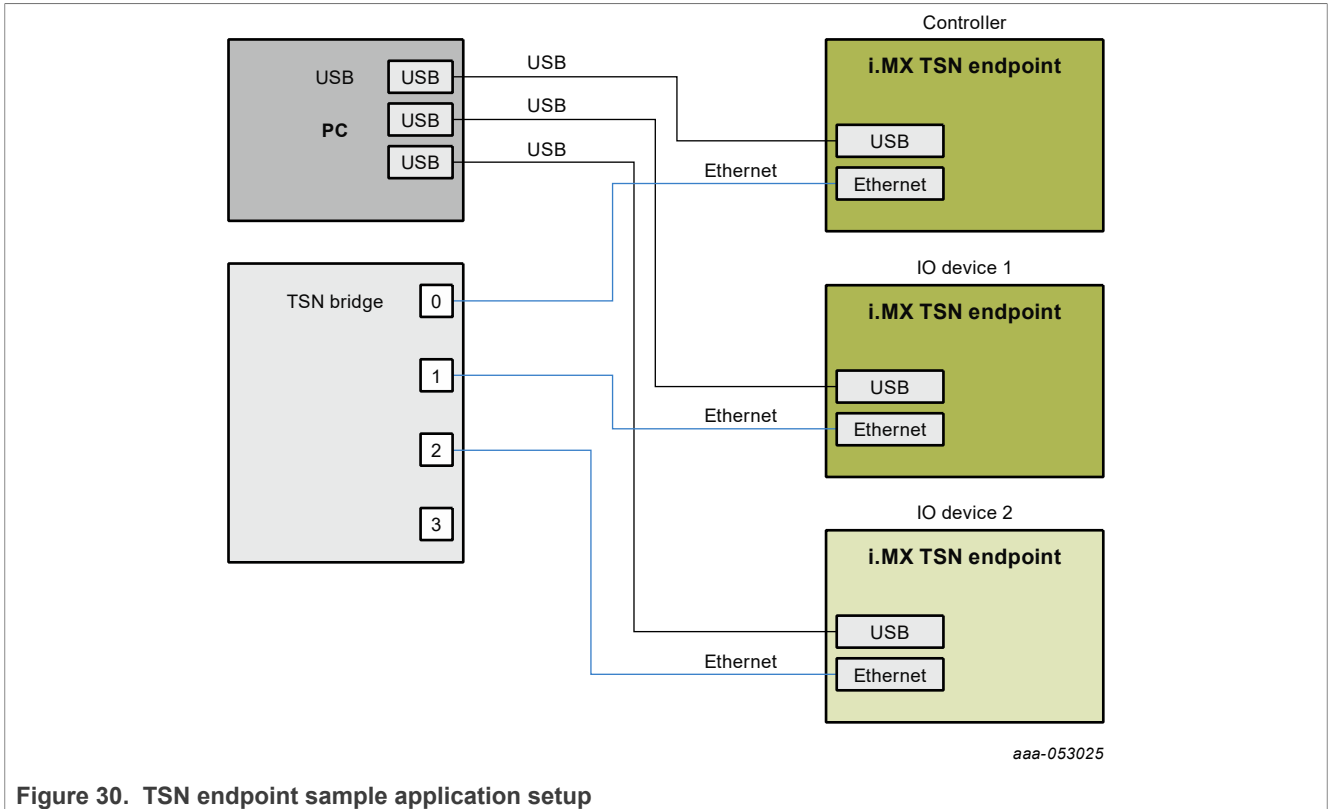 Controller
i.MX TSN endpoint
USB
Ethernet
USB
PC
USB
USB
USB
USB
USB
USB
Ethernet
TSN bridge
0
1
2
3
IO device 1
i.MX TSN endpoint
USB
Ethernet
Ethernet
IO device 2
i.MX TSN endpoint
USB
Ethernet
Ethernet
aaa-053025
Figure 30. TSN endpoint sample application setup